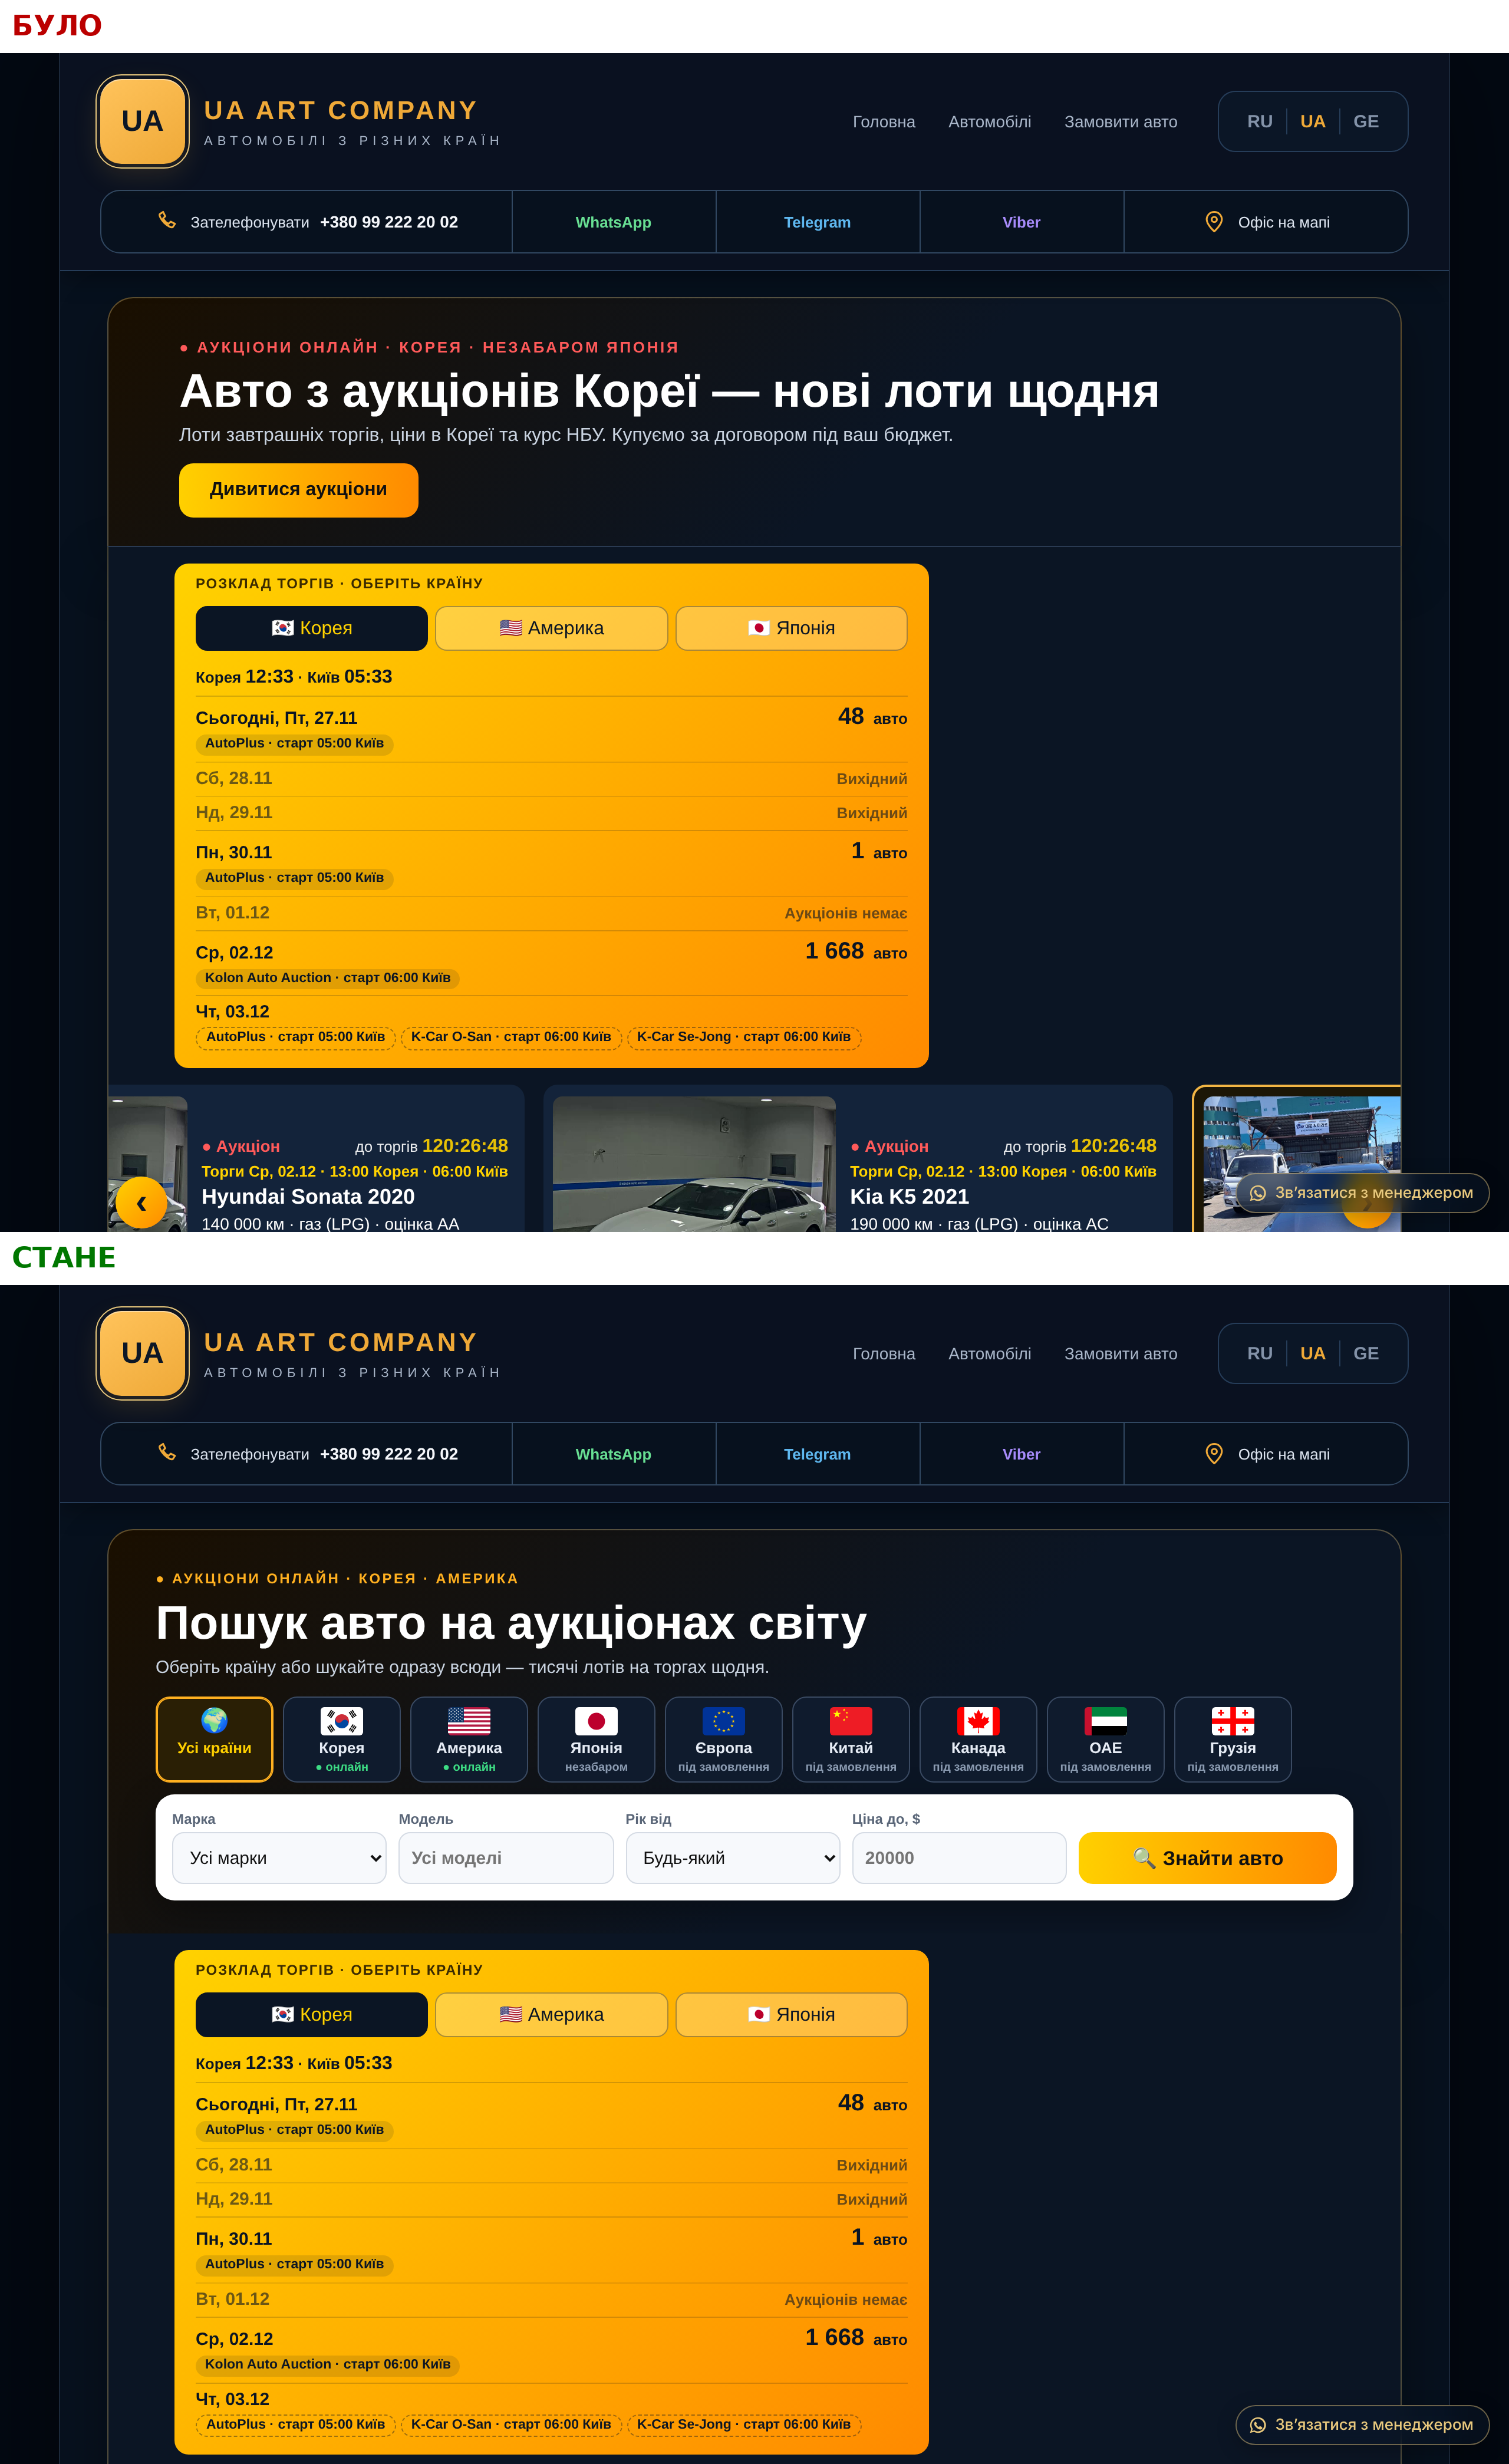 БУЛО
UA
UA ART COMPANY
АВТОМОБІЛІ З РІЗНИХ КРАЇН
Головна Автомобілі Замовити авто RU UA GE
Зателефонувати +380 99 222 20 02 WhatsApp Telegram Viber Офіс на мапі
● АУКЦІОНИ ОНЛАЙН · КОРЕЯ · НЕЗАБАРОМ ЯПОНІЯ
Авто з аукціонів Кореї — нові лоти щодня
Лоти завтрашніх торгів, ціни в Кореї та курс НБУ. Купуємо за договором під ваш бюджет.
Дивитися аукціони
РОЗКЛАД ТОРГІВ · ОБЕРІТЬ КРАЇНУ
🇰🇷 Корея 🇺🇸 Америка 🇯🇵 Японія
Корея 12:33 · Київ 05:33
Сьогодні, Пт, 27.11 48 авто
AutoPlus · старт 05:00 Київ
Сб, 28.11 Вихідний
Нд, 29.11 Вихідний
Пн, 30.11 1 авто
AutoPlus · старт 05:00 Київ
Вт, 01.12 Аукціонів немає
Ср, 02.12 1 668 авто
Kolon Auto Auction · старт 06:00 Київ
Чт, 03.12
AutoPlus · старт 05:00 Київ K-Car O-San · старт 06:00 Київ K-Car Se-Jong · старт 06:00 Київ
● Аукціон до торгів 120:26:48
Торги Ср, 02.12 · 13:00 Корея · 06:00 Київ
Hyundai Sonata 2020
140 000 км · газ (LPG) · оцінка AA
‹
● Аукціон до торгів 120:26:48
Торги Ср, 02.12 · 13:00 Корея · 06:00 Київ
Kia K5 2021
190 000 км · газ (LPG) · оцінка AC
Зв’язатися з менеджером
СТАНЕ
UA
UA ART COMPANY
АВТОМОБІЛІ З РІЗНИХ КРАЇН
Головна Автомобілі Замовити авто RU UA GE
Зателефонувати +380 99 222 20 02 WhatsApp Telegram Viber Офіс на мапі
● АУКЦІОНИ ОНЛАЙН · КОРЕЯ · АМЕРИКА
Пошук авто на аукціонах світу
Оберіть країну або шукайте одразу всюди — тисячі лотів на торгах щодня.
Усі країни Корея Америка Японія Європа Китай Канада ОАЕ Грузія
● онлайн ● онлайн незабаром під замовлення під замовлення під замовлення під замовлення під замовлення
Марка Модель Рік від Ціна до, $
Усі марки Усі моделі Будь-який 20000 🔍 Знайти авто
РОЗКЛАД ТОРГІВ · ОБЕРІТЬ КРАЇНУ
🇰🇷 Корея 🇺🇸 Америка 🇯🇵 Японія
Корея 12:33 · Київ 05:33
Сьогодні, Пт, 27.11 48 авто
AutoPlus · старт 05:00 Київ
Сб, 28.11 Вихідний
Нд, 29.11 Вихідний
Пн, 30.11 1 авто
AutoPlus · старт 05:00 Київ
Вт, 01.12 Аукціонів немає
Ср, 02.12 1 668 авто
Kolon Auto Auction · старт 06:00 Київ
Чт, 03.12
AutoPlus · старт 05:00 Київ K-Car O-San · старт 06:00 Київ K-Car Se-Jong · старт 06:00 Київ
Зв’язатися з менеджером